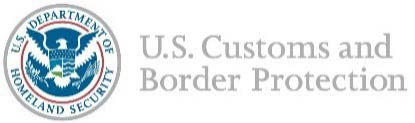 U.S. DEPARTMENT OF
HOMELAND SECURITY
U.S. Customs and
Border Protection